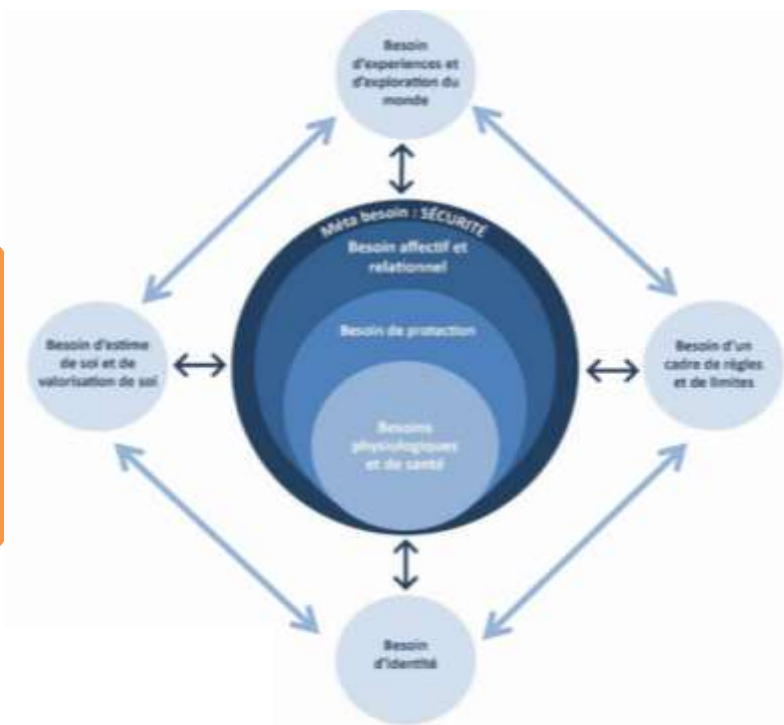 Besoin
d'experiences et
d'exploration du
monde
Méta besoin : SÉCURITÉ
Besoin affectif et
relationnel
Besoin de protection
Besoins
physiologiques
et de santé
Besoin d'estime
de soi et de
valorisation de soi
Besoin d'un
cadre de règles
et de limites
Besoin
d'identité